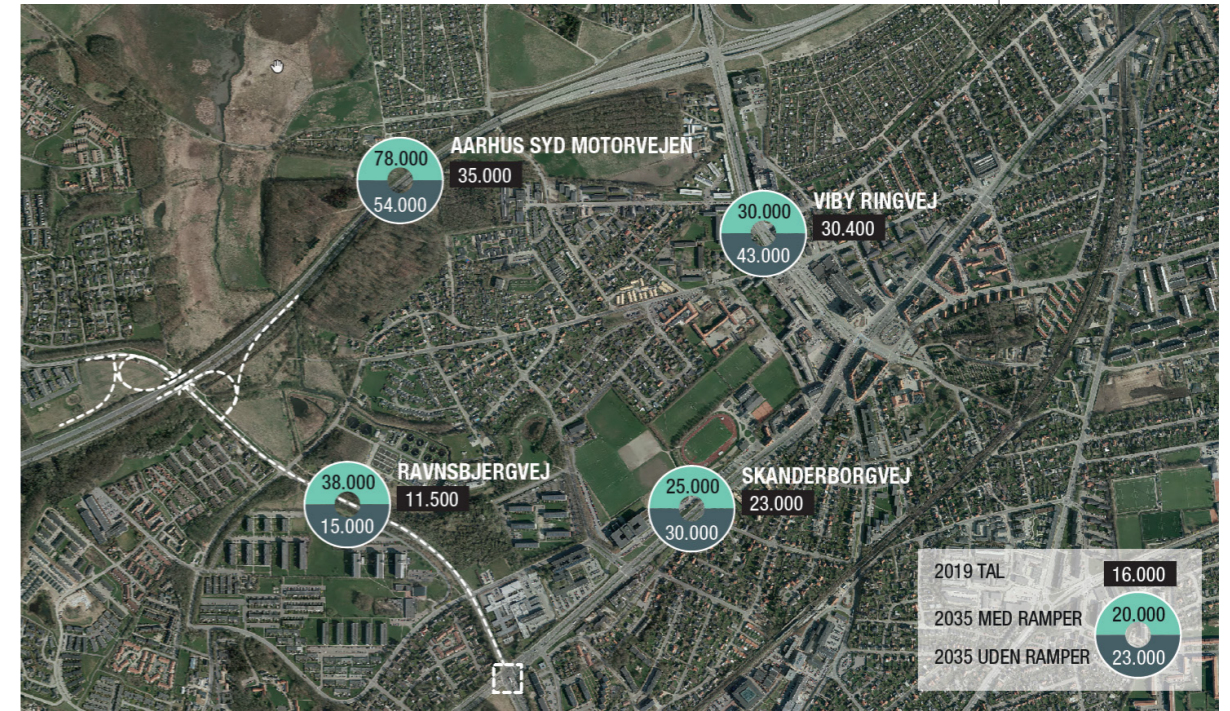 AARHUS SYD MOTORVEJEN
78.000
35.000
54.000
VIBY RINGVEJ
30.000
30.400
43.000
RAVNSBJERGVEJ
38.000
11.500
15.000
SKANDERBORGVEJ
25.000
23.000
30.000
2019 TAL
16.000
2035 MED RAMPER
20.000
2035 UDEN RAMPER
23.000